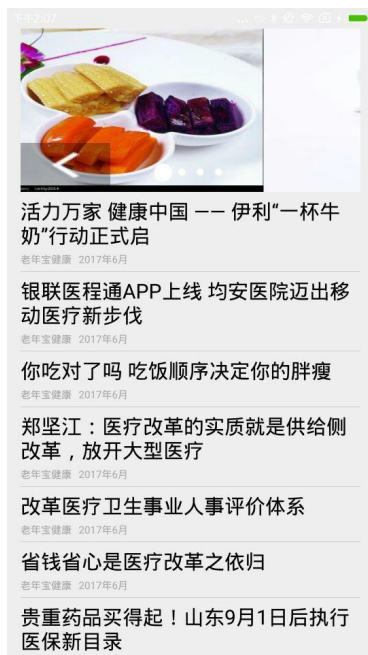 下午2:07
活力万家 健康中国 —— 伊利“一杯牛
奶”行动正式启
老年宝健康 2017年6月
银联医程通APP上线 均安医院迈出移
动医疗新步伐
老年宝健康 2017年6月
你吃对了吗 吃饭顺序决定你的胖瘦
老年宝健康 2017年6月
郑坚江：医疗改革的实质就是供给侧
改革，放开大型医疗
老年宝健康 2017年6月
改革医疗卫生事业人事评价体系
老年宝健康 2017年6月
省钱省心是医疗改革之依归
老年宝健康 2017年6月
贵重药品买得起！山东9月1日后执行
医保新目录